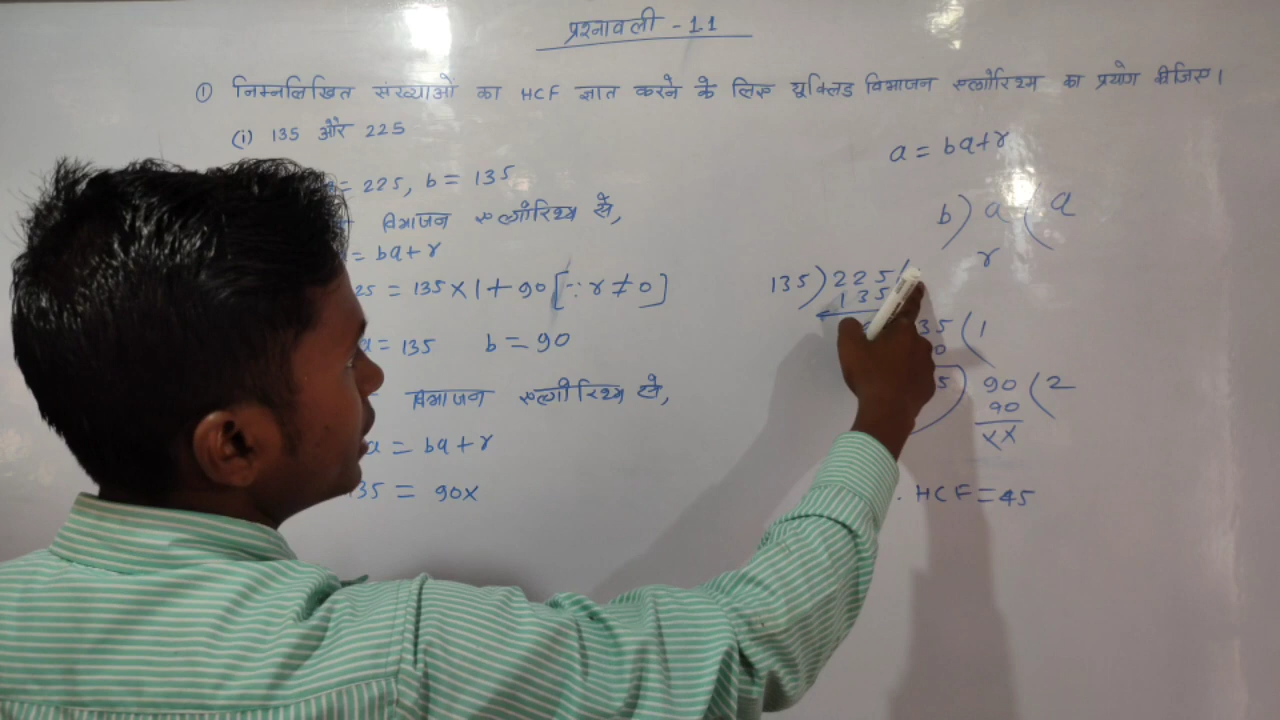 प्रश्नावली - 1.1
① निम्नलिखित संख्याओं का HCF ज्ञात करने के लिए यूक्लिड विभाजन एल्गोरिथ्म का प्रयोग कीजिए।
(i) 135 और 225
= 225, b = 135
विभाजन एल्गोरिथ्म से,
= bq + r
25 = 135 × 1 + 90 [∵ r ≠ 0]
a = 135 b = 90
विभाजन एल्गोरिथ्म से,
a = bq + r
35 = 90×
a = bq + r
b ) a ( q
r
135 ) 225 (
135
35 ( 1
0
5 ) 90 ( 2
90
××
. HCF = 45